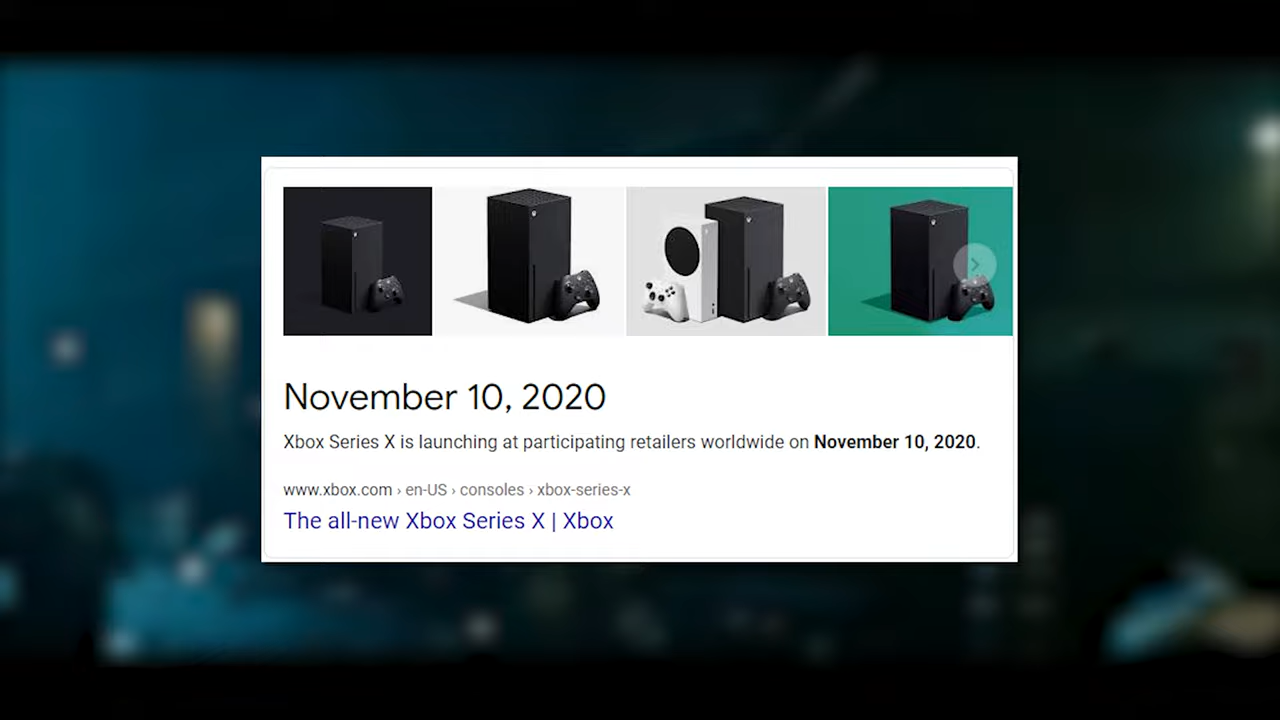 November 10, 2020
Xbox Series X is launching at participating retailers worldwide on November 10, 2020.
www.xbox.com › en-US › consoles › xbox-series-x
The all-new Xbox Series X | Xbox